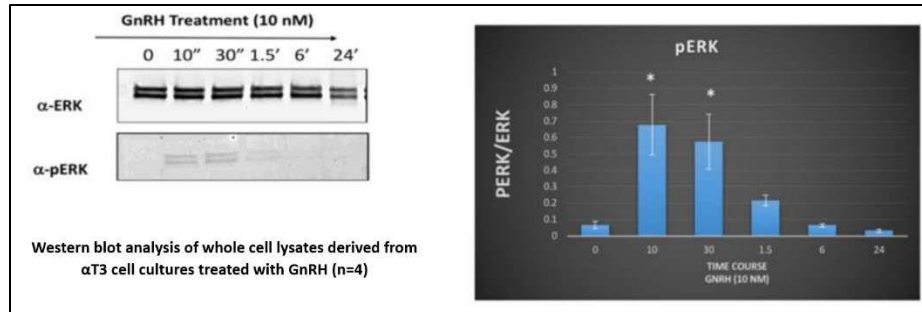 GnRH Treatment (10 nM)
0 10" 30" 1.5' 6' 24'
α-ERK
α-pERK
Western blot analysis of whole cell lysates derived from
αT3 cell cultures treated with GnRH (n=4)
pERK
PERK/ERK
1
0.9
0.8
0.7
0.6
0.5
0.4
0.3
0.2
0.1
0
* *
0 10 30 1.5 6 24
TIME COURSE
GNRH (10 NM)